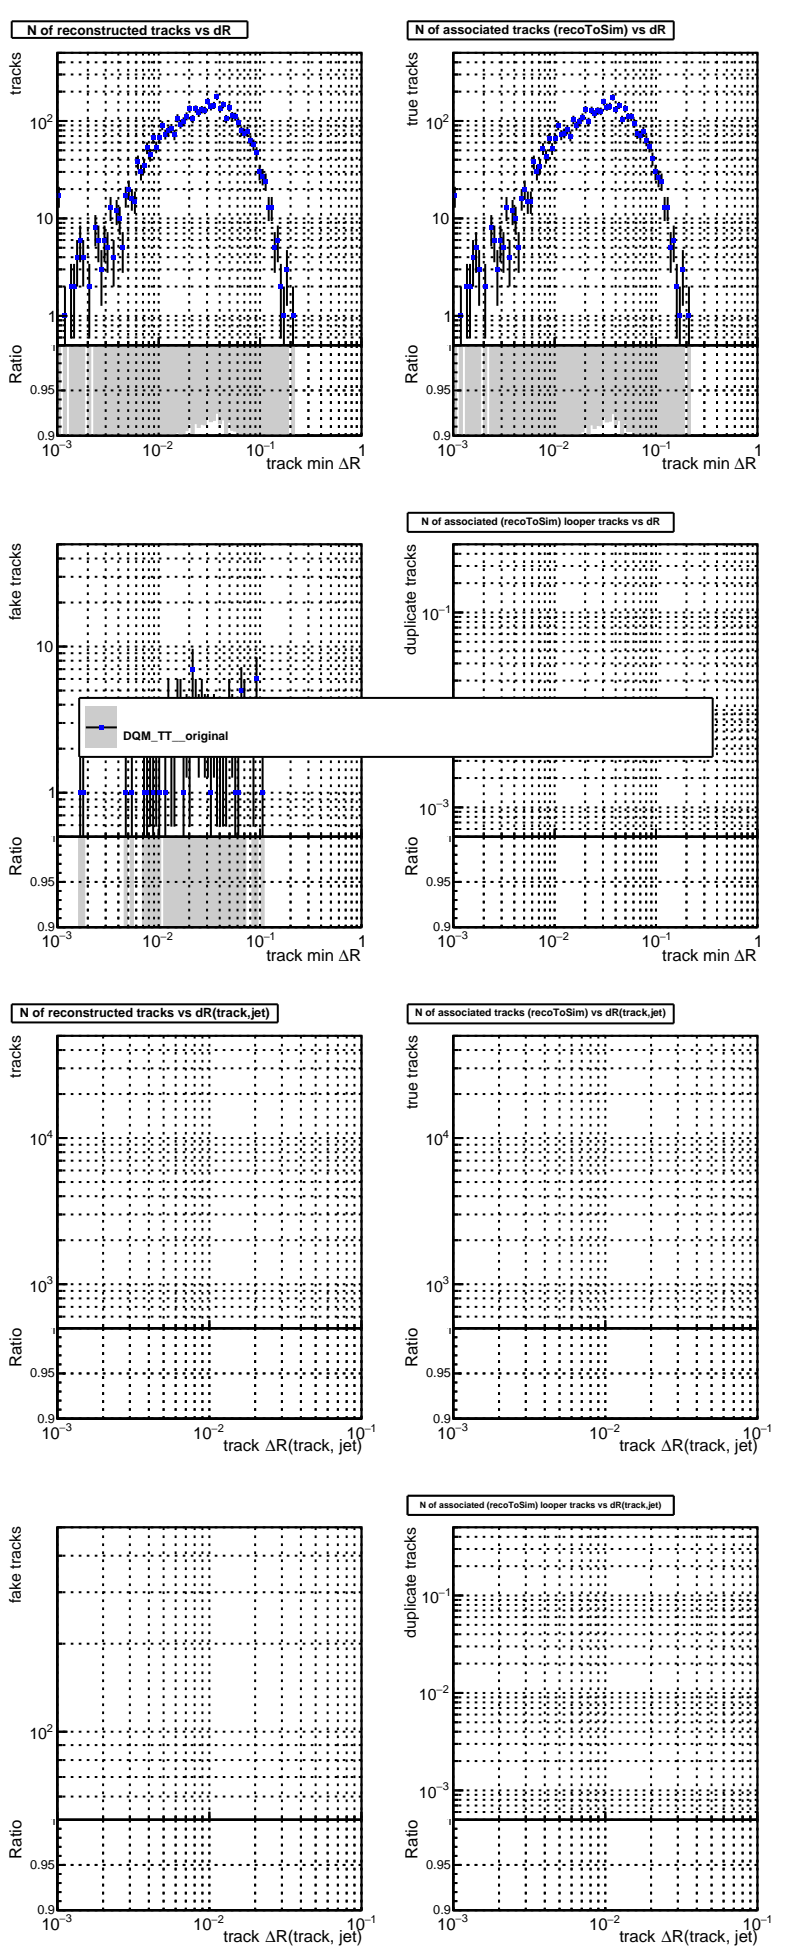 N of reconstructed tracks vs dR
tracks
10²
10
1
Ratio
1
0.95
0.9
10⁻³ 10⁻² 10⁻¹ 1
track min ΔR
N of associated tracks (recoToSim) vs dR
true tracks
10²
10
1
Ratio
1
0.95
0.9
10⁻³ 10⁻² 10⁻¹ 1
track min ΔR
fake tracks
10
1
Ratio
1
0.95
0.9
10⁻³ 10⁻² 10⁻¹ 1
track min ΔR
N of associated (recoToSim) looper tracks vs dR
duplicate tracks
10⁻¹
10⁻³
Ratio
1
0.95
0.9
10⁻³ 10⁻² 10⁻¹ 1
track min ΔR
DQM_TT__original
N of reconstructed tracks vs dR(track,jet)
tracks
10⁴
10³
Ratio
1
0.95
0.9
10⁻³ 10⁻² 10⁻¹
track ΔR(track, jet)
N of associated tracks (recoToSim) vs dR(track,jet)
true tracks
10⁴
10³
Ratio
1
0.95
0.9
10⁻³ 10⁻² 10⁻¹
track ΔR(track, jet)
fake tracks
10²
Ratio
1
0.95
0.9
10⁻³ 10⁻² 10⁻¹
track ΔR(track, jet)
N of associated (recoToSim) looper tracks vs dR(track,jet)
duplicate tracks
10⁻¹
10⁻²
10⁻³
Ratio
1
0.95
0.9
10⁻³ 10⁻² 10⁻¹
track ΔR(track, jet)